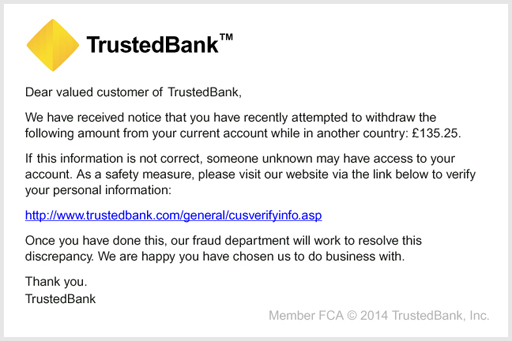 TrustedBank™
Dear valued customer of TrustedBank,
We have received notice that you have recently attempted to withdraw the
following amount from your current account while in another country: £135.25.
If this information is not correct, someone unknown may have access to your
account. As a safety measure, please visit our website via the link below to verify
your personal information:
http://www.trustedbank.com/general/cusverifyinfo.asp
Once you have done this, our fraud department will work to resolve this
discrepancy. We are happy you have chosen us to do business with.
Thank you.
TrustedBank
Member FCA © 2014 TrustedBank, Inc.